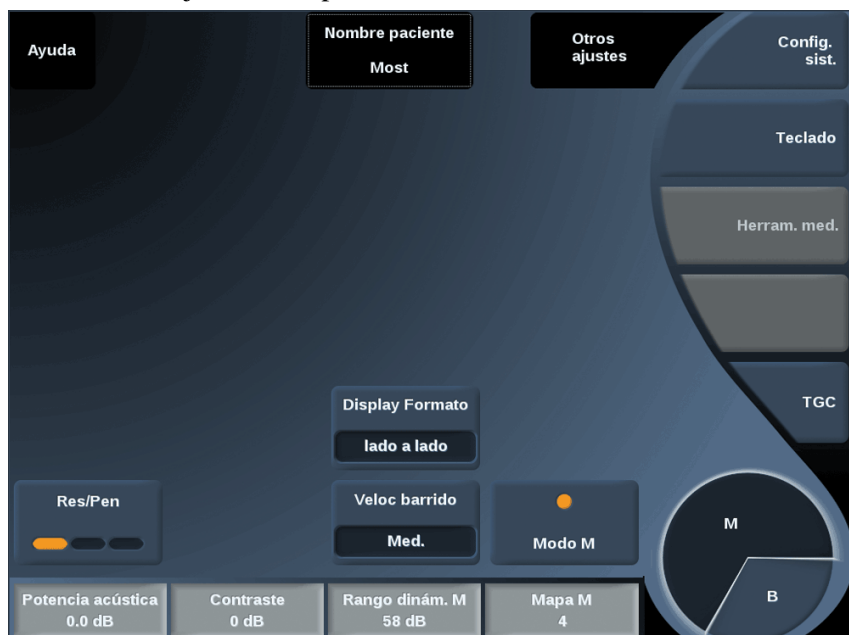 Ayuda
Nombre paciente
Most
Otros
ajustes
Config.
sist.
Teclado
Herram. med.
TGC
Display Formato
lado a lado
Res/Pen
Veloc barrido
Med.
Modo M
M
B
Potencia acústica
0.0 dB
Contraste
0 dB
Rango dinám. M
58 dB
Mapa M
4